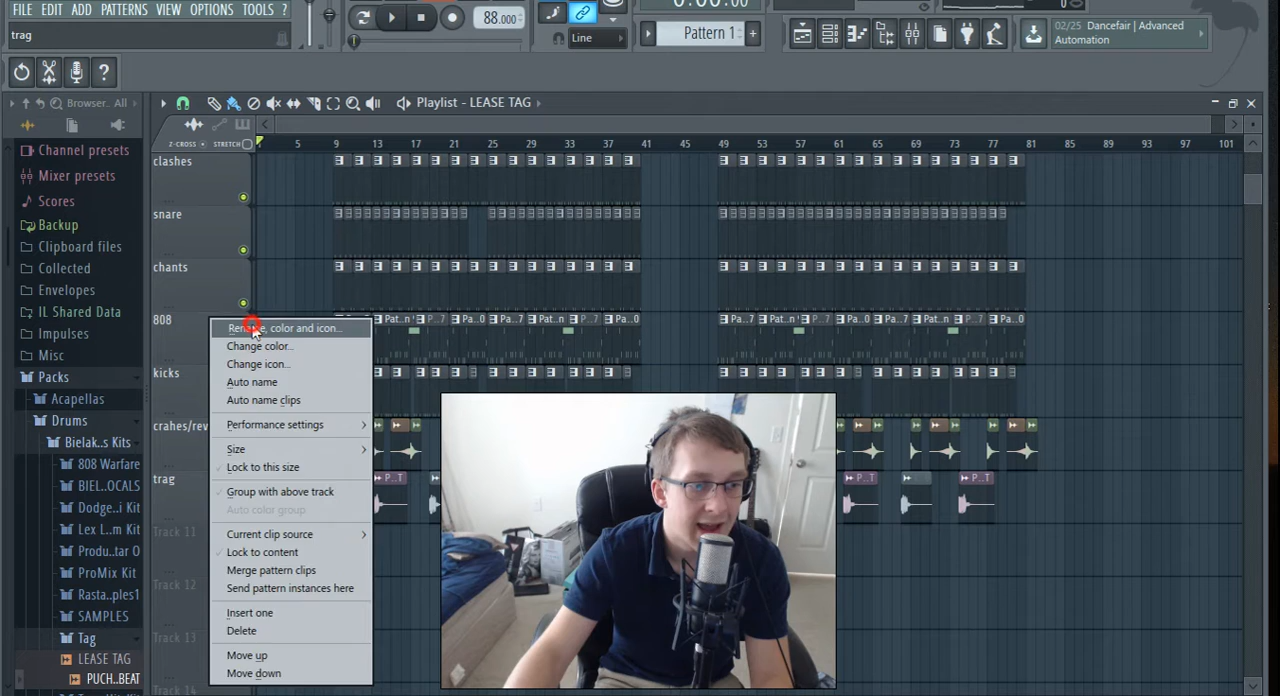 FILE EDIT ADD PATTERNS VIEW OPTIONS TOOLS ?
trag
88.000
Line
Pattern 1
02/25 Dancefair | Advanced
Automation
Browser.. All
Playlist - LEASE TAG
Z-CROSS STRETCH
1 5 9 13 17 21 25 29 33 37 41 45 49 53 57 61 65 69 73 77 81 85 89 93 97 101
Channel presets
Mixer presets
Scores
Backup
Clipboard files
Collected
Envelopes
IL Shared Data
Impulses
Misc
Packs
Acapellas
Drums
Bielak..s Kits
808 Warfare
BIEL..OCALS
Dodge..i Kit
Lex L...m Kit
Produ..tar O
ProMix Kit
Rasta..ples1
SAMPLES
Tag
LEASE TAG
PUCH..BEAT
clashes
snare
chants
808
kicks
crahes/rev
trag
Track 11
Track 12
Track 13
Track 14
color and icon...
Change color...
Change icon...
Auto name
Auto name clips
Performance settings
Size
Lock to this size
Group with above track
Auto color group
Current clip source
Lock to content
Merge pattern clips
Send pattern instances here
Insert one
Delete
Move up
Move down